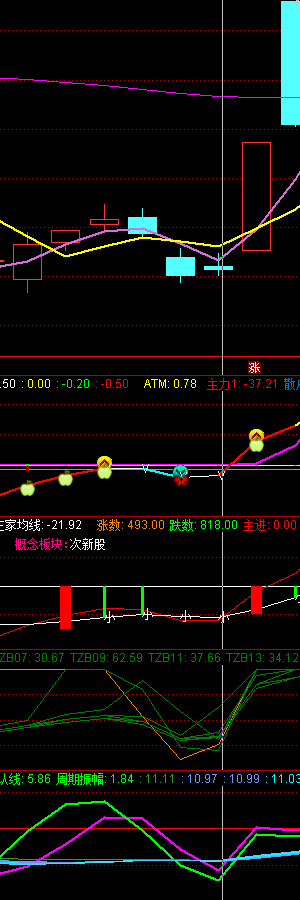 涨
.50 : 0.00 : -0.20 : -0.50 ATM: 0.78 主力1: -37.21 散户
庄家均线: -21.92 涨数: 493.00 跌数: 818.00 主进: 0.00
概念板块: 次新股
小 小 小 小 小
TZB07: 30.67 TZB09: 62.59 TZB11: 37.66 TZB13: 34.12
认线: 5.86 周期振幅: 1.84 : 11.11 : -10.97 : -10.99 : 11.03